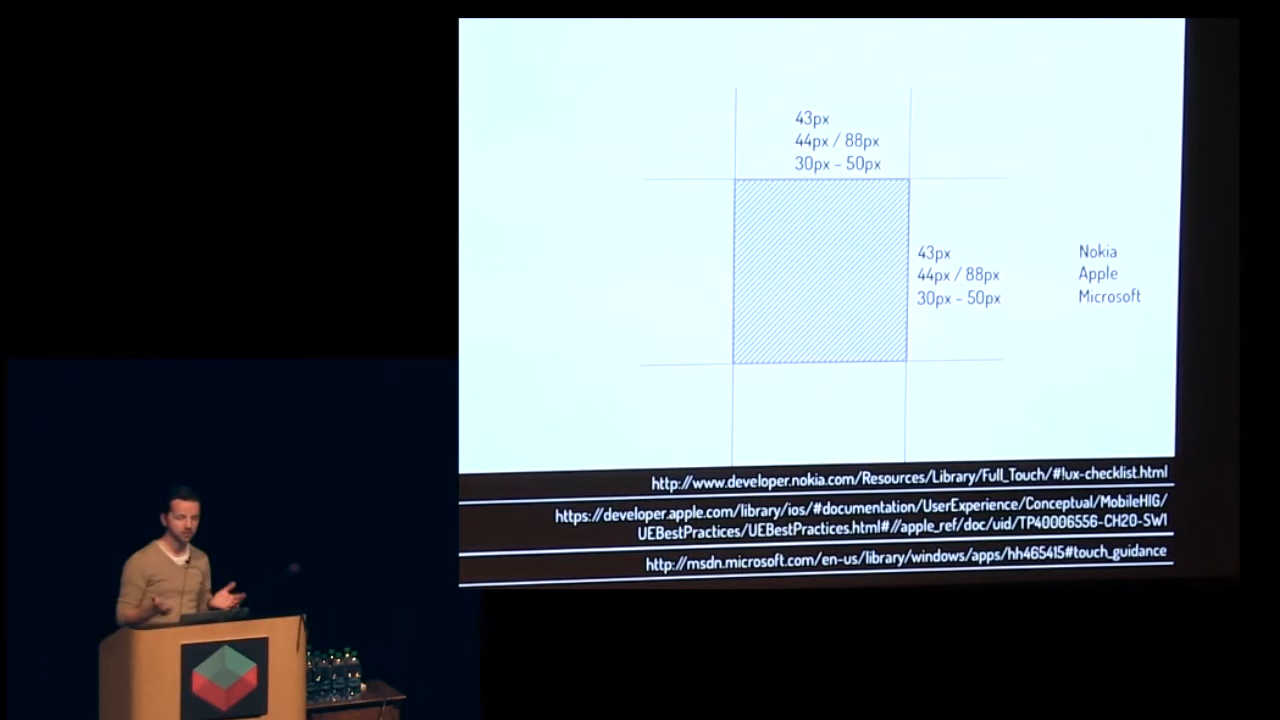 43px
44px / 88px
30px - 50px
43px
44px / 88px
30px - 50px
Nokia
Apple
Microsoft
http://www.developer.nokia.com/Resources/Library/Full_Touch/#!ux-checklist.html
https://developer.apple.com/library/ios/#documentation/UserExperience/Conceptual/MobileHIG/
UEBestPractices/UEBestPractices.html#//apple_ref/doc/uid/TP40006556-CH20-SW1
http://msdn.microsoft.com/en-us/library/windows/apps/hh465415#touch_guidance